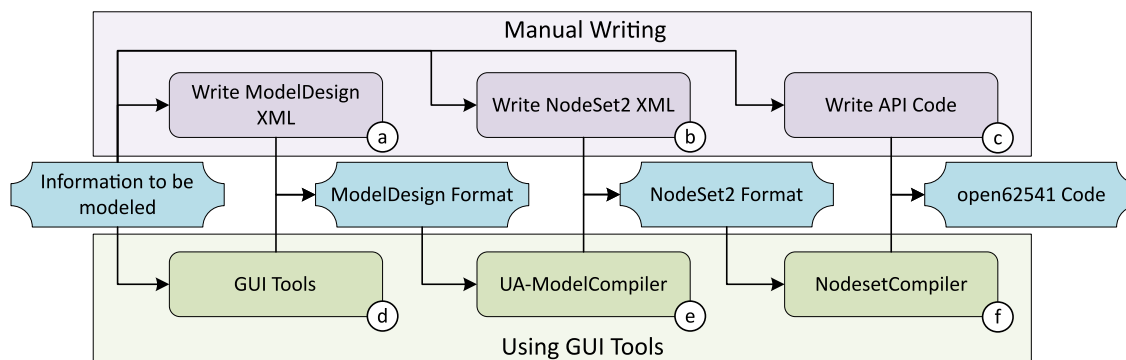 Manual Writing
Write ModelDesign
XML
a
Write NodeSet2 XML
b
Write API Code
c
Information to be
modeled
ModelDesign Format
NodeSet2 Format
open62541 Code
GUI Tools
d
UA-ModelCompiler
e
NodesetCompiler
f
Using GUI Tools